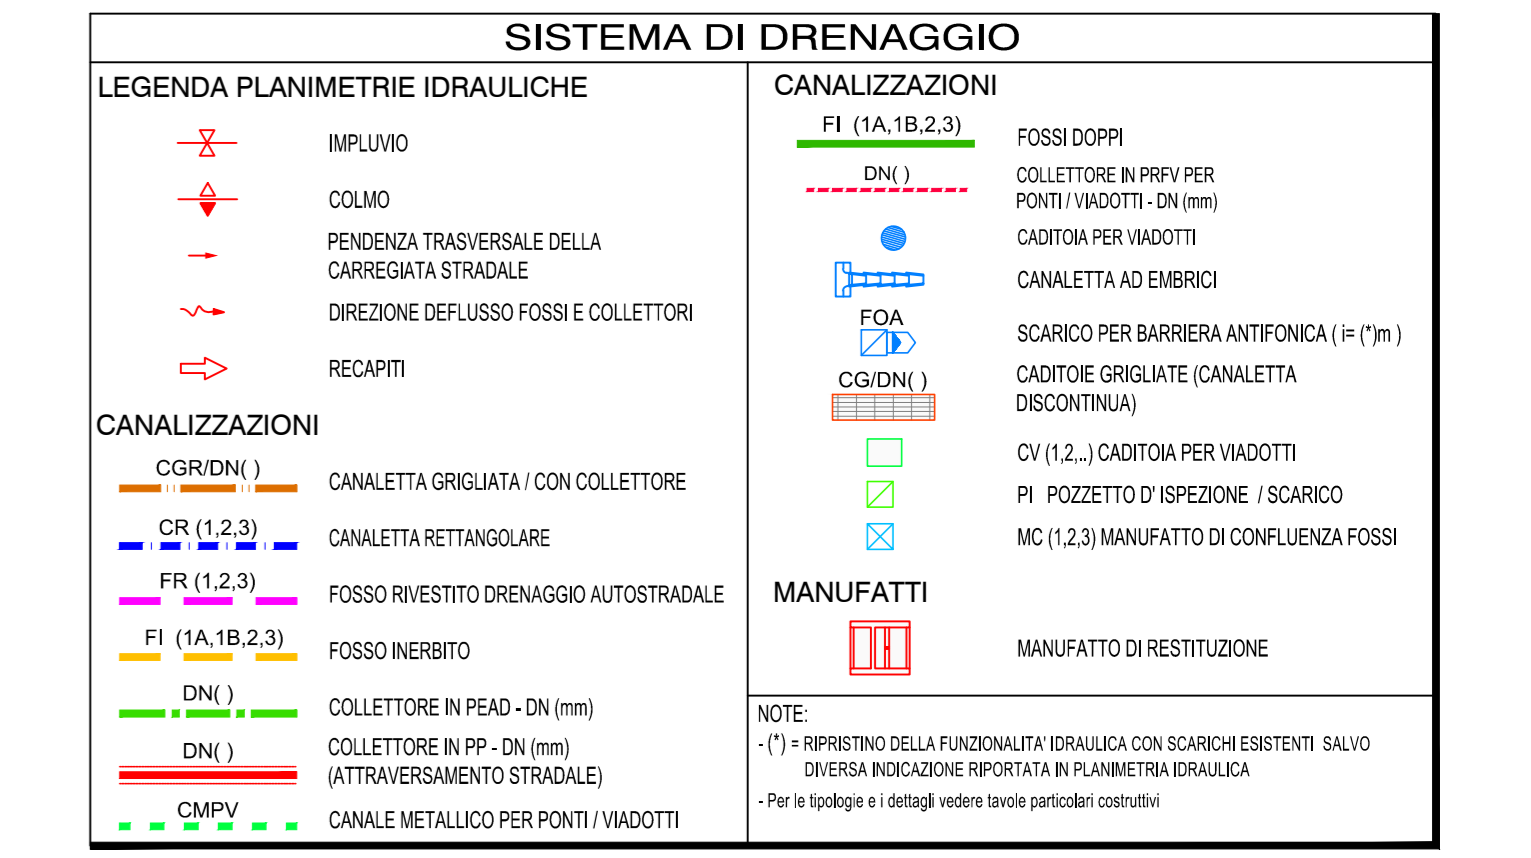 SISTEMA DI DRENAGGIO
LEGENDA PLANIMETRIE IDRAULICHE
IMPLUVIO
COLMO
PENDENZA TRASVERSALE DELLA
CARREGIATA STRADALE
DIREZIONE DEFLUSSO FOSSI E COLLETTORI
RECAPITI
CANALIZZAZIONI
CGR/DN( )
CANALETTA GRIGLIATA / CON COLLETTORE
CR (1,2,3)
CANALETTA RETTANGOLARE
FR (1,2,3)
FOSSO RIVESTITO DRENAGGIO AUTOSTRADALE
FI (1A,1B,2,3)
FOSSO INERBITO
DN( )
COLLETTORE IN PEAD - DN (mm)
DN( )
COLLETTORE IN PP - DN (mm)
(ATTRAVERSAMENTO STRADALE)
CMPV
CANALE METALLICO PER PONTI / VIADOTTI
CANALIZZAZIONI
FI (1A,1B,2,3)
FOSSI DOPPI
DN( )
COLLETTORE IN PRFV PER
PONTI / VIADOTTI - DN (mm)
CADITOIA PER VIADOTTI
CANALETTA AD EMBRICI
FOA
SCARICO PER BARRIERA ANTIFONICA ( i= (*)m )
CG/DN( )
CADITOIE GRIGLIATE (CANALETTA
DISCONTINUA)
CV (1,2,..) CADITOIA PER VIADOTTI
PI POZZETTO D' ISPEZIONE / SCARICO
MC (1,2,3) MANUFATTO DI CONFLUENZA FOSSI
MANUFATTI
MANUFATTO DI RESTITUZIONE
NOTE:
- (*) = RIPRISTINO DELLA FUNZIONALITA' IDRAULICA CON SCARICHI ESISTENTI SALVO
DIVERSA INDICAZIONE RIPORTATA IN PLANIMETRIA IDRAULICA
- Per le tipologie e i dettagli vedere tavole particolari costruttivi